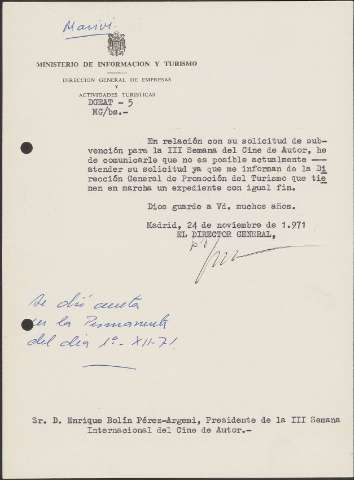 Marivi
MINISTERIO DE INFORMACION Y TURISMO
DIRECCION GENERAL DE EMPRESAS
Y
ACTIVIDADES TURISTICAS
DGEAT - 5
MG/bs.-
En relación con su solicitud de sub-
vención para la III Semana del Cine de Autor, he
de comunicarle que no es posible actualmente ---
atender su solicitud ya que me informan de la Di
rección General de Promoción del Turismo que tie
nen en marcha un expediente con igual fin.
Dios guarde a Vd. muchos años.
Madrid, 24 de noviembre de 1.971
EL DIRECTOR GENERAL,
Se dió cuenta
en la Permanente
del día 1º-XII-71
Sr. D. Enrique Bolín Pérez-Argemi, Presidente de la III Semana
Internacional del Cine de Autor.-